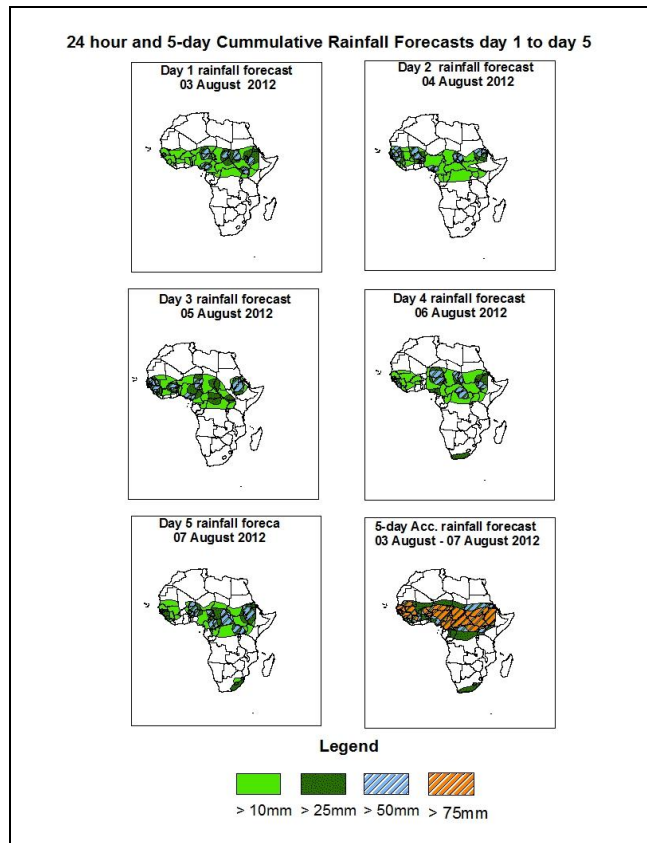 24 hour and 5-day Cummulative Rainfall Forecasts day 1 to day 5
Day 1 rainfall forecast
03 August 2012
Day 2 rainfall forecast
04 August 2012
Day 3 rainfall forecast
05 August 2012
Day 4 rainfall forecast
06 August 2012
Day 5 rainfall foreca
07 August 2012
5-day Acc. rainfall forecast
03 August - 07 August 2012
Legend
> 10mm > 25mm > 50mm > 75mm